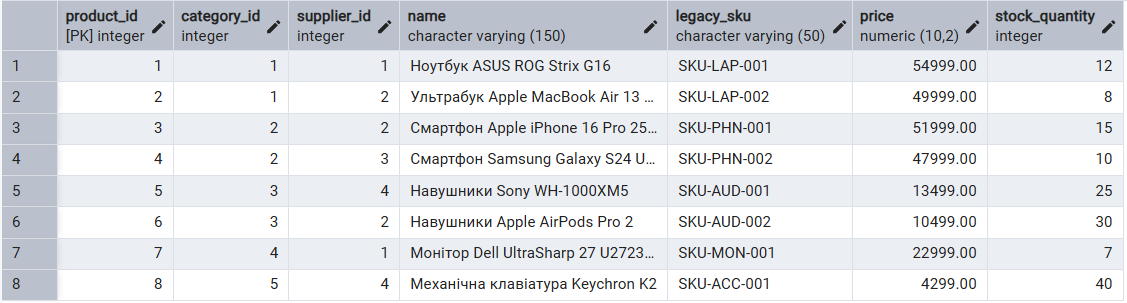 product_id category_id supplier_id name legacy_sku price stock_quantity
[PK] integer integer integer character varying (150) character varying (50) numeric (10,2) integer
1 1 1 1 Ноутбук ASUS ROG Strix G16 SKU-LAP-001 54999.00 12
2 2 1 2 Ультрабук Apple MacBook Air 13 ... SKU-LAP-002 49999.00 8
3 3 2 2 Смартфон Apple iPhone 16 Pro 25... SKU-PHN-001 51999.00 15
4 4 2 3 Смартфон Samsung Galaxy S24 U... SKU-PHN-002 47999.00 10
5 5 3 4 Навушники Sony WH-1000XM5 SKU-AUD-001 13499.00 25
6 6 3 2 Навушники Apple AirPods Pro 2 SKU-AUD-002 10499.00 30
7 7 4 1 Монітор Dell UltraSharp 27 U2723... SKU-MON-001 22999.00 7
8 8 5 4 Механічна клавіатура Keychron K2 SKU-ACC-001 4299.00 40